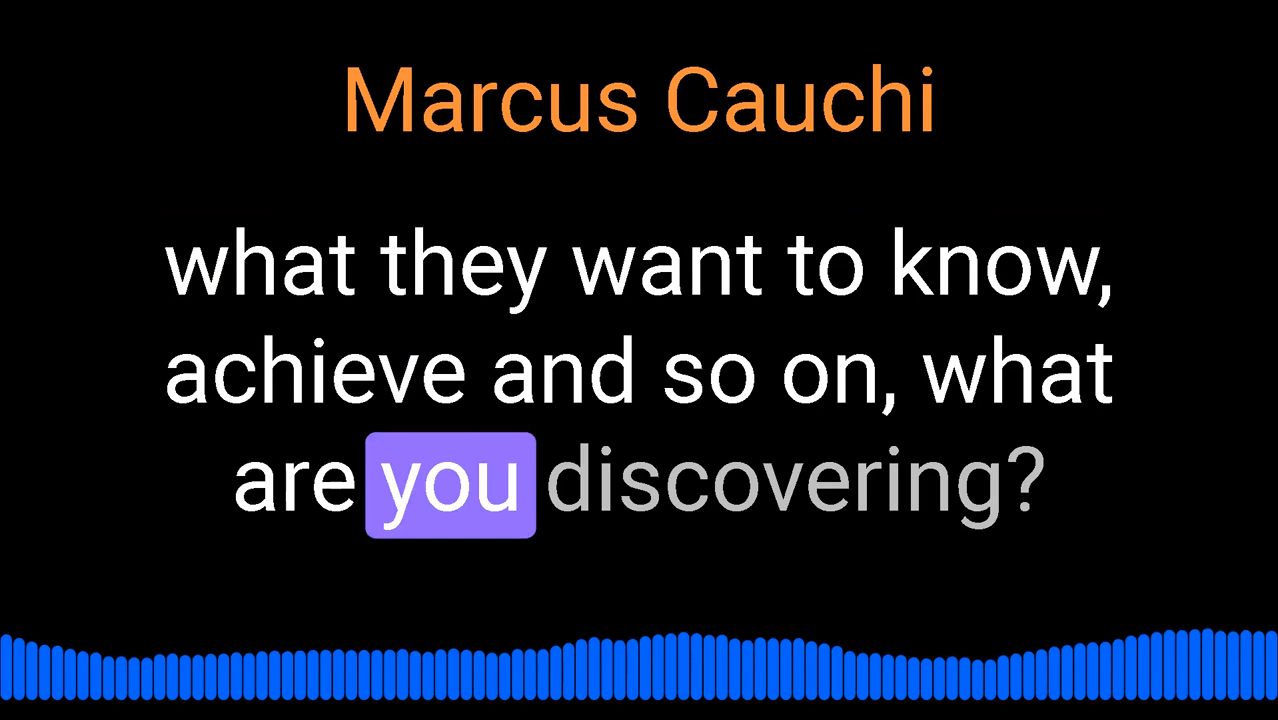 Marcus Cauchi
what they want to know,
achieve and so on, what
are you discovering?